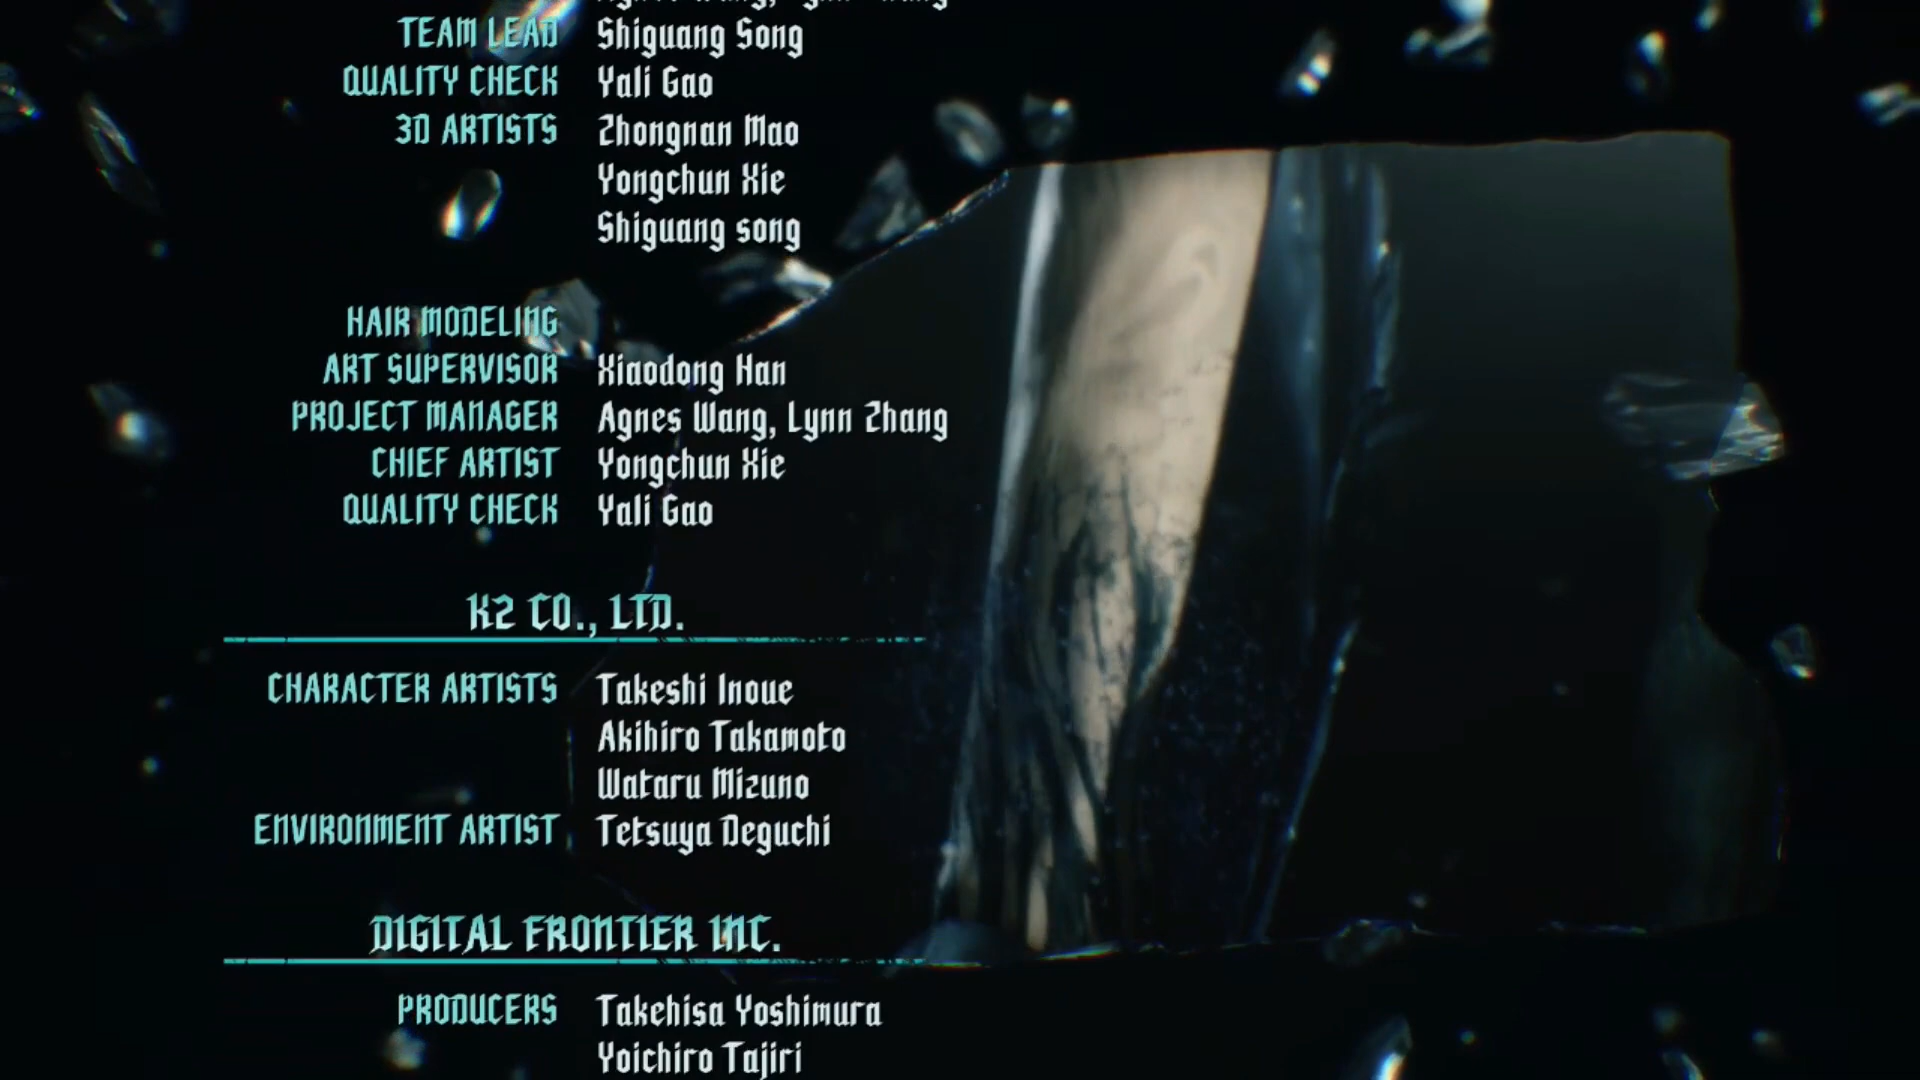 TEAM LEAD Shiguang Song
QUALITY CHECK Yali Gao
3D ARTISTS Zhongnan Mao
Yongchun Xie
Shiguang song
HAIR MODELING
ART SUPERVISOR Xiaodong Han
PROJECT MANAGER Agnes Wang, Lynn Zhang
CHIEF ARTIST Yongchun Xie
QUALITY CHECK Yali Gao
K2 CO., LTD.
CHARACTER ARTISTS Takeshi Inoue
Akihiro Takamoto
Wataru Mizuno
ENVIRONMENT ARTIST Tetsuya Deguchi
DIGITAL FRONTIER INC.
PRODUCERS Takehisa Yoshimura
Yoichiro Tajiri